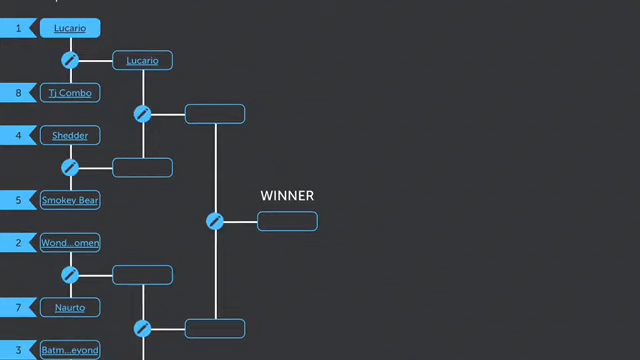 1 Lucario
Lucario
8 Tj Combo
4 Shedder
5 Smokey Bear
WINNER
2 Wond...omen
7 Naurto
3 Batm...eyond